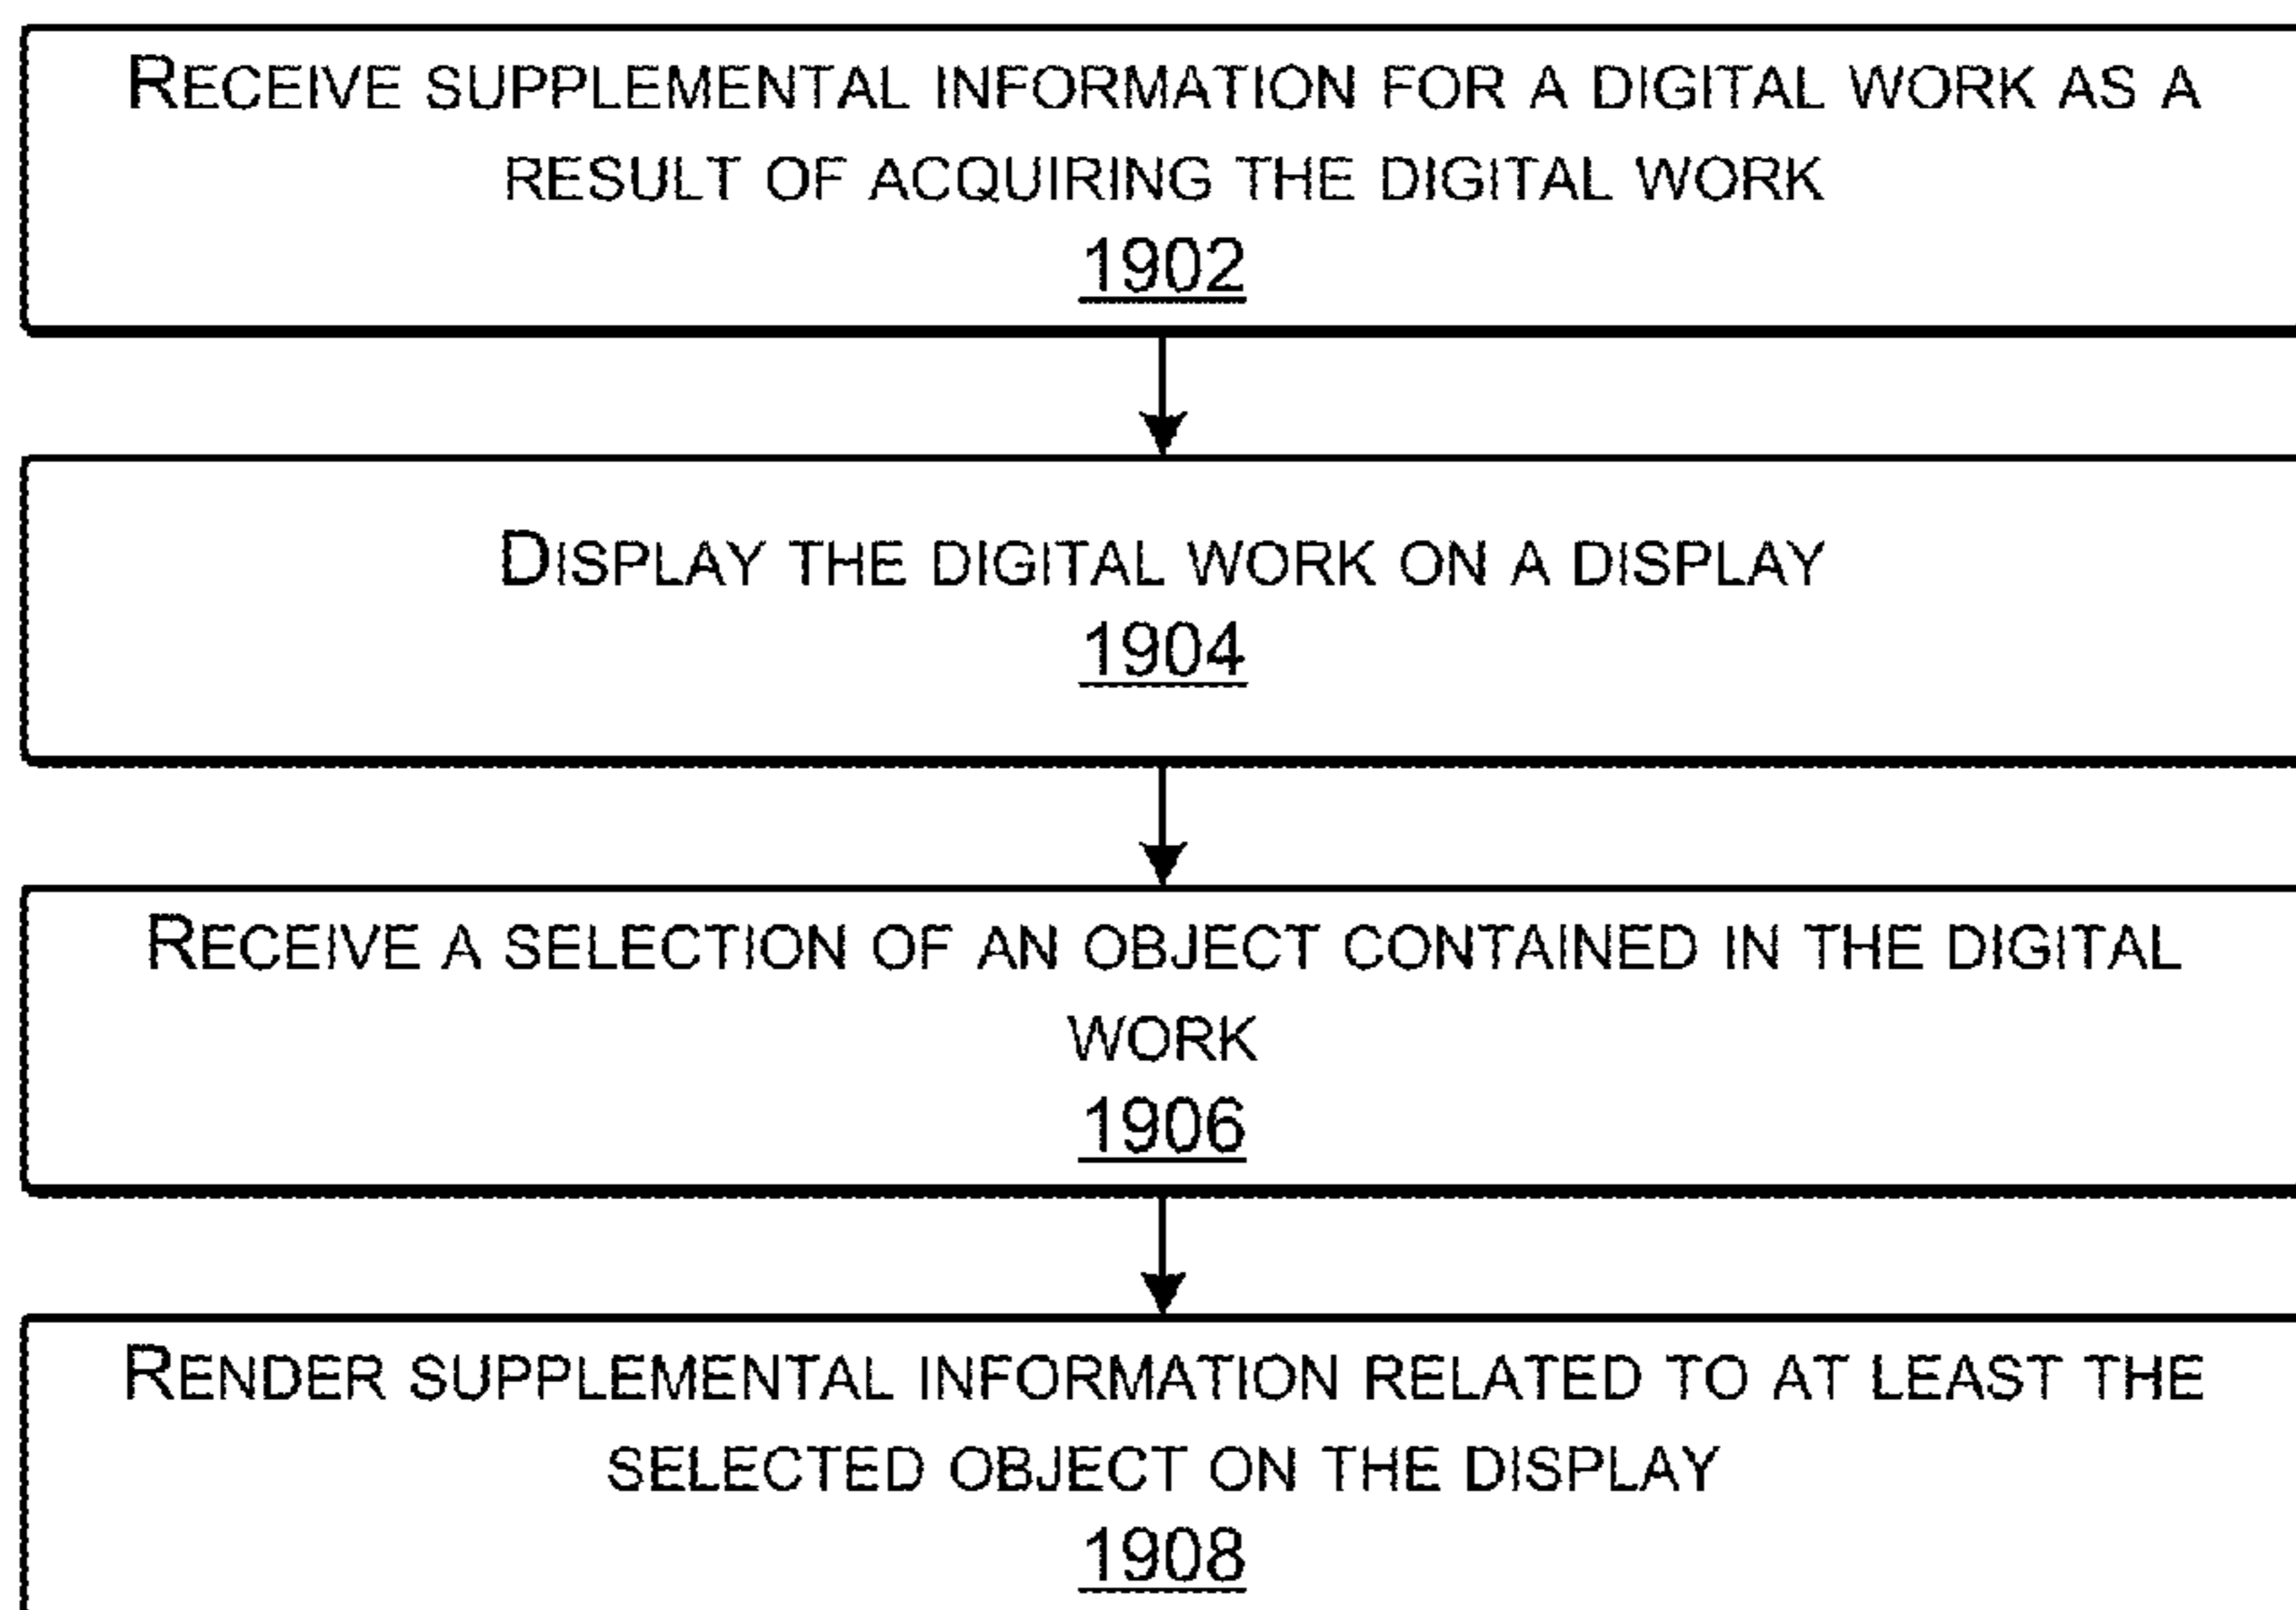 RECEIVE SUPPLEMENTAL INFORMATION FOR A DIGITAL WORK AS A
RESULT OF ACQUIRING THE DIGITAL WORK
1902
DISPLAY THE DIGITAL WORK ON A DISPLAY
1904
RECEIVE A SELECTION OF AN OBJECT CONTAINED IN THE DIGITAL
WORK
1906
RENDER SUPPLEMENTAL INFORMATION RELATED TO AT LEAST THE
SELECTED OBJECT ON THE DISPLAY
1908